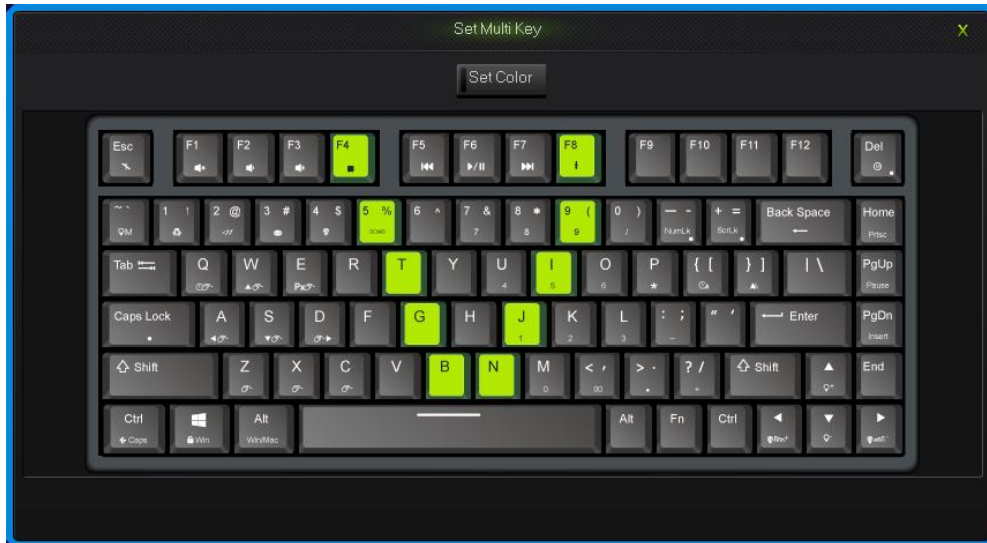 Set Multi Key X
Set Color
Esc F1 F2 F3 F4 F5 F6 F7 F8 F9 F10 F11 F12 Del
~ ` 1 ! 2 @ 3 # 4 $ 5 % 6 ^ 7 & 8 * 9 ( 0 ) — - + = Back Space Home
M 7 8 9 / NumLk ScrLk Prtsc
Tab Q W E R T Y U I O P { [ } ] | \ PgUp
4 5 6 * Pause
Caps Lock A S D F G H J K L : ; " ' Enter PgDn
1 2 3 - Insert
Shift Z X C V B N M < , > . ? / Shift End
0 00 . +
Ctrl Alt Alt Fn Ctrl
Caps Win Win/Mac